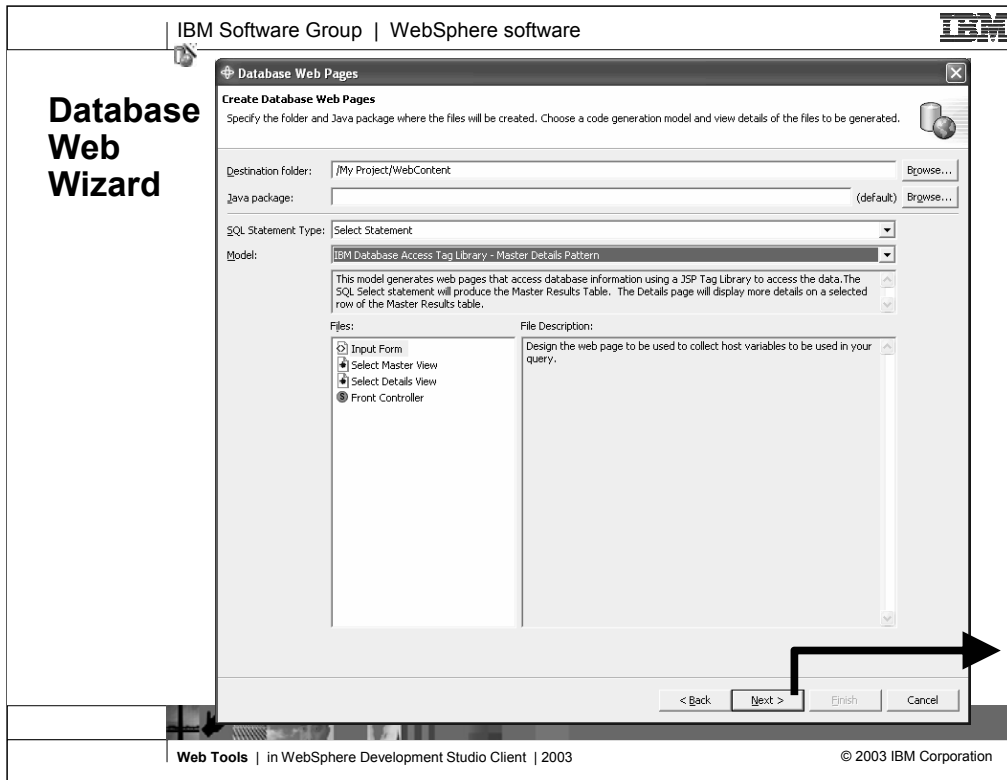 IBM Software Group | WebSphere software
IBM
Database
Web
Wizard
Database Web Pages
Create Database Web Pages
Specify the folder and Java package where the files will be created. Choose a code generation model and view details of the files to be generated.
Destination folder: /My Project/WebContent Browse...
Java package: (default) Browse...
SQL Statement Type: Select Statement
Model: IBM Database Access Tag Library - Master Details Pattern
This model generates web pages that access database information using a JSP Tag Library to access the data.The
SQL Select statement will produce the Master Results Table. The Details page will display more details on a selected
row of the Master Results table.
Files: File Description:
Input Form
Select Master View
Select Details View
Front Controller
Design the web page to be used to collect host variables to be used in your
query.
< Back Next > Finish Cancel
Web Tools | in WebSphere Development Studio Client | 2003 © 2003 IBM Corporation